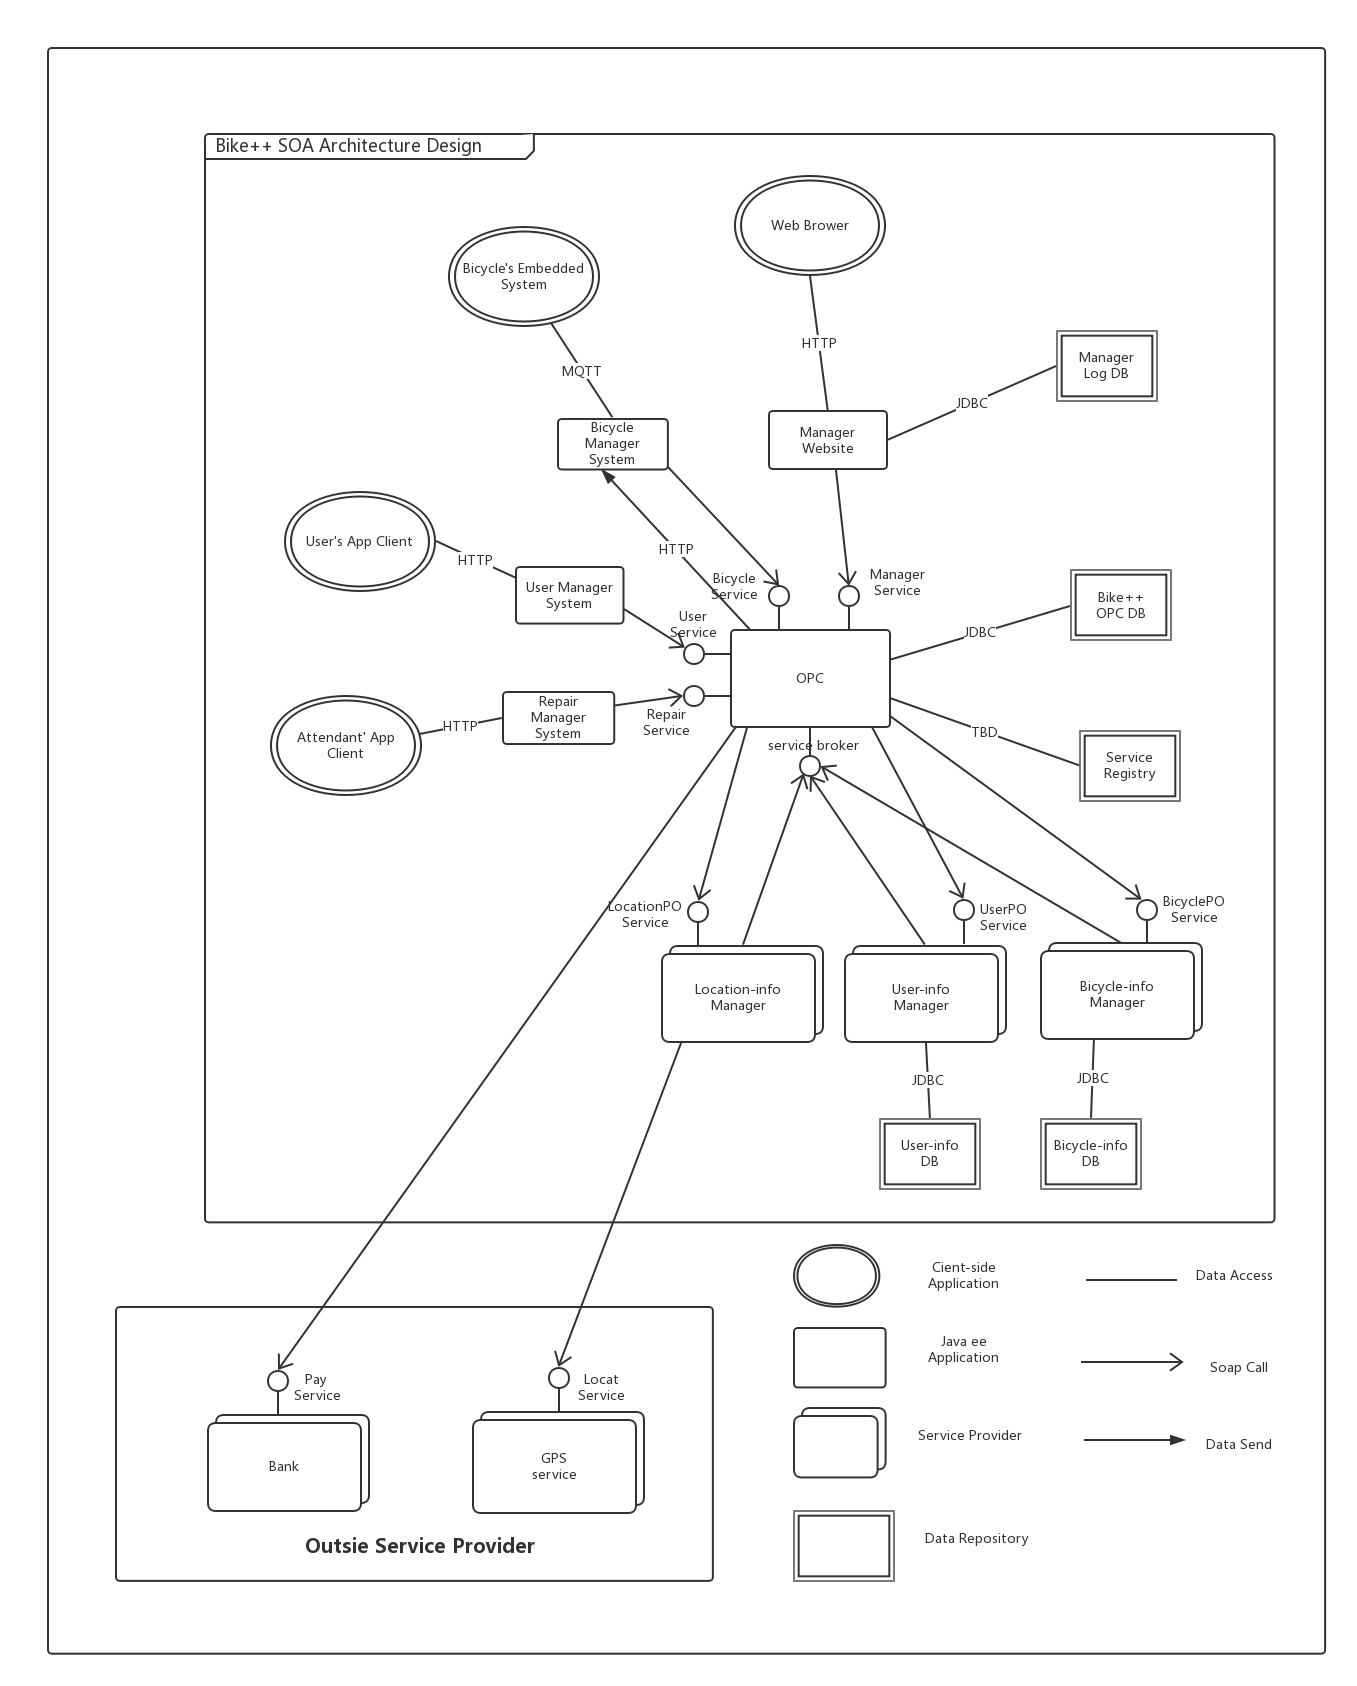 Bike++ SOA Architecture Design
Web Brower
Bicycle's Embedded
System
HTTP
MQTT
Manager
Log DB
JDBC
Bicycle
Manager
System
Manager
Website
User's App Client
HTTP
HTTP
User Manager
System
Bicycle
Service
Manager
Service
Bike++
OPC DB
User
Service
JDBC
OPC
Repair
Manager
System
Repair
Service
HTTP
Attendant' App
Client
service broker
TBD
Service
Registry
LocationPO
Service
UserPO
Service
BicyclePO
Service
Location-info
Manager
User-info
Manager
Bicycle-info
Manager
JDBC
JDBC
User-info
DB
Bicycle-info
DB
Cient-side
Application
Data Access
Java ee
Application
Soap Call
Pay
Service
Locat
Service
Service Provider
Data Send
Bank
GPS
service
Data Repository
Outsie Service Provider